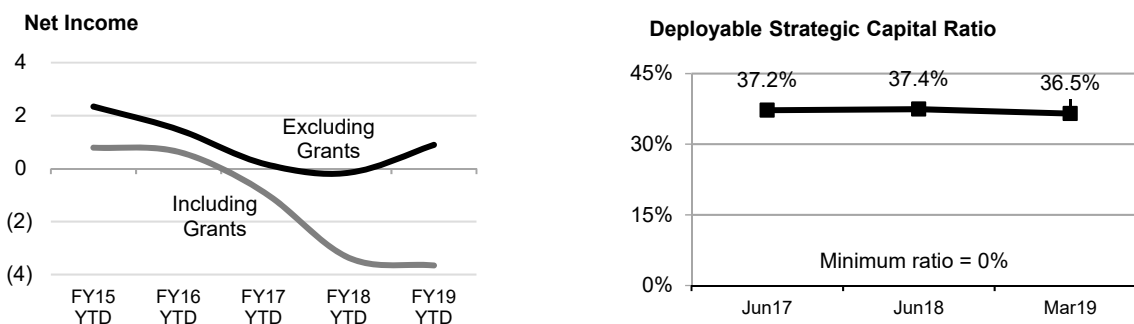 Net Income
4
2
0
(2)
(4)
Excluding
Grants
Including
Grants
FY15
YTD
FY16
YTD
FY17
YTD
FY18
YTD
FY19
YTD
Deployable Strategic Capital Ratio
45%
30%
15%
0%
37.2%
37.4%
36.5%
Minimum ratio = 0%
Jun17
Jun18
Mar19